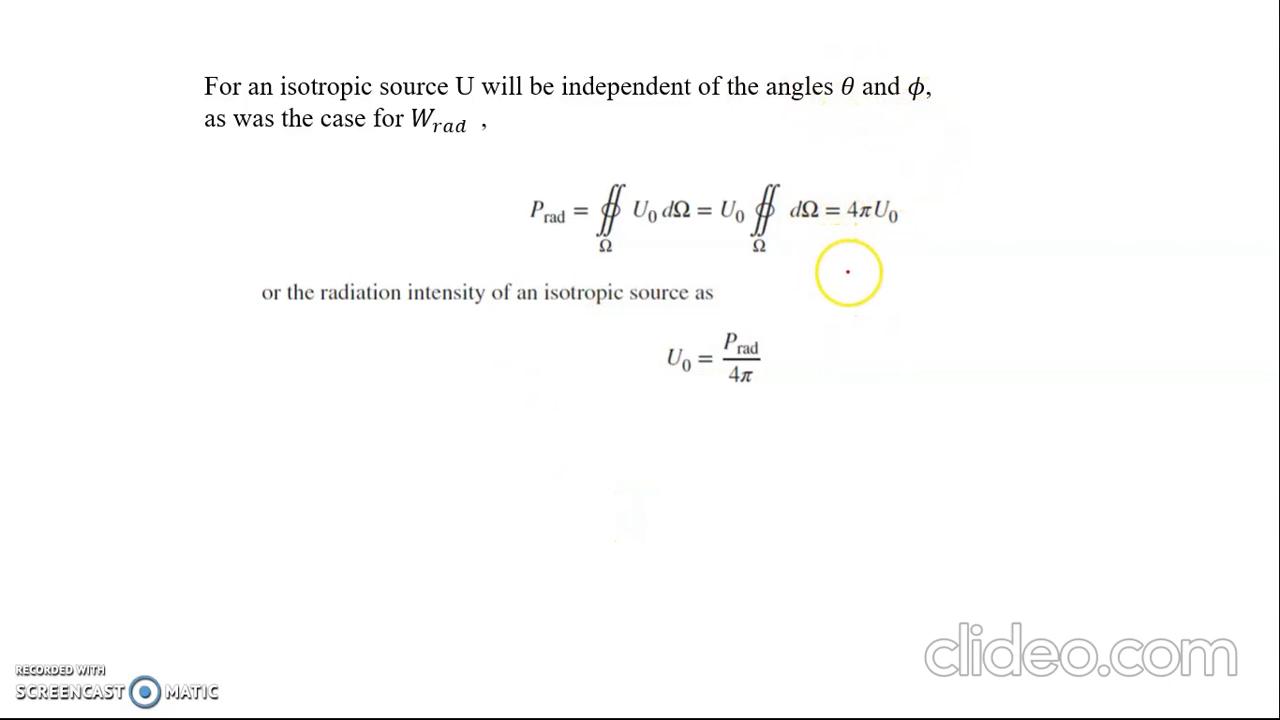 For an isotropic source U will be independent of the angles θ and ϕ,
as was the case for W_rad ,
P_rad = ∯_Ω U_0 dΩ = U_0 ∯_Ω dΩ = 4πU_0
or the radiation intensity of an isotropic source as
U_0 = P_rad / 4π
clideo.com
RECORDED WITH
SCREENCAST MATIC